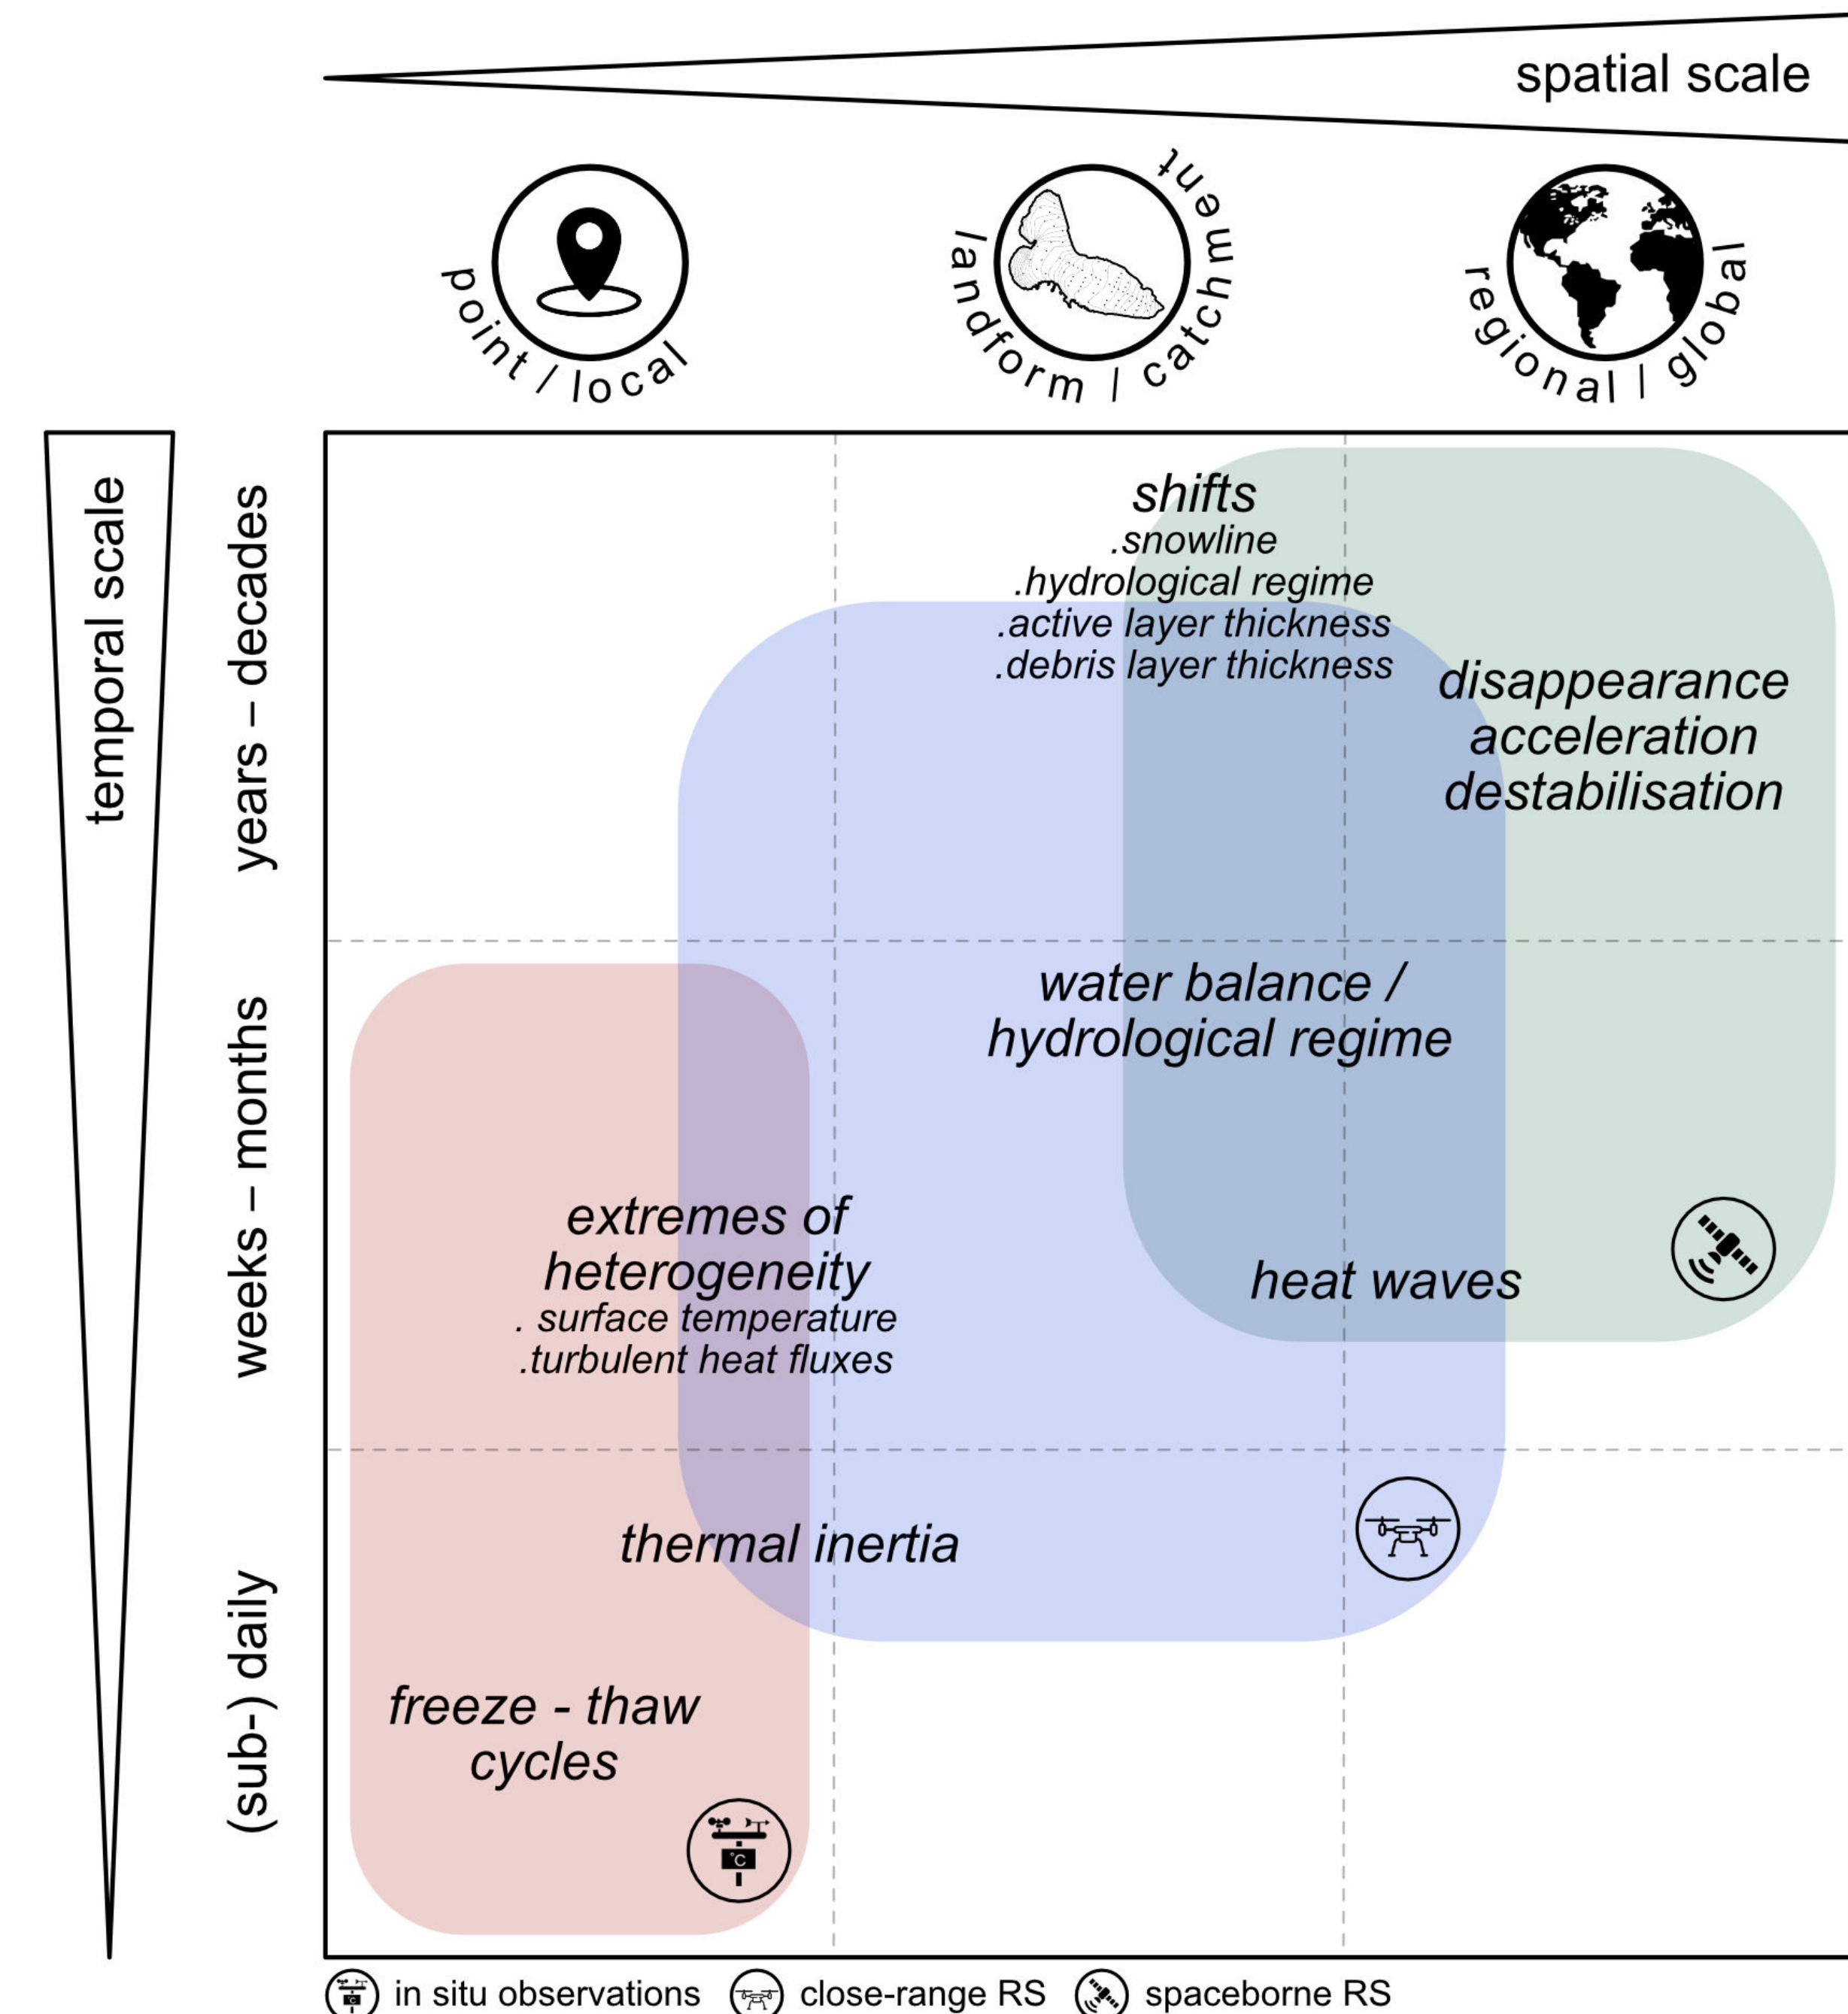 spatial scale
point / local
landform / catchment
regional / global
temporal scale
years – decades
weeks – months
(sub-) daily
shifts
.snowline
.hydrological regime
.active layer thickness
.debris layer thickness
disappearance
acceleration
destabilisation
water balance /
hydrological regime
extremes of
heterogeneity
. surface temperature
.turbulent heat fluxes
heat waves
thermal inertia
freeze - thaw
cycles
°C
in situ observations
close-range RS
spaceborne RS